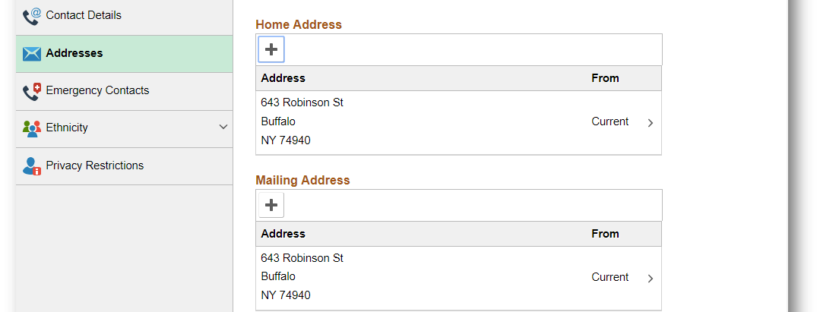 Contact Details
Addresses
Emergency Contacts
Ethnicity
Privacy Restrictions
Home Address
Address From
643 Robinson St
Buffalo Current
NY 74940
Mailing Address
Address From
643 Robinson St
Buffalo Current
NY 74940